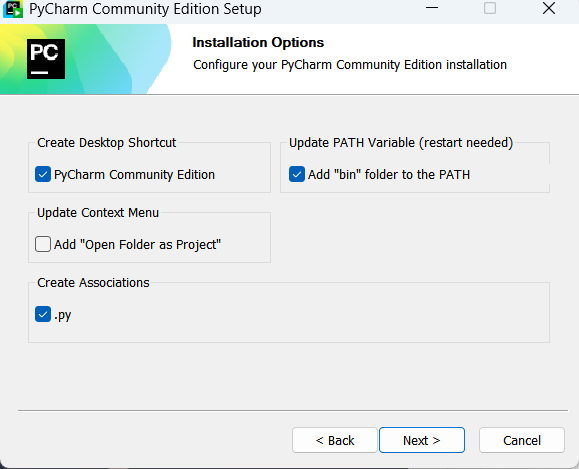 PyCharm Community Edition Setup
PC
Installation Options
Configure your PyCharm Community Edition installation
Create Desktop Shortcut
PyCharm Community Edition
Update PATH Variable (restart needed)
Add "bin" folder to the PATH
Update Context Menu
Add "Open Folder as Project"
Create Associations
.py
< Back
Next >
Cancel